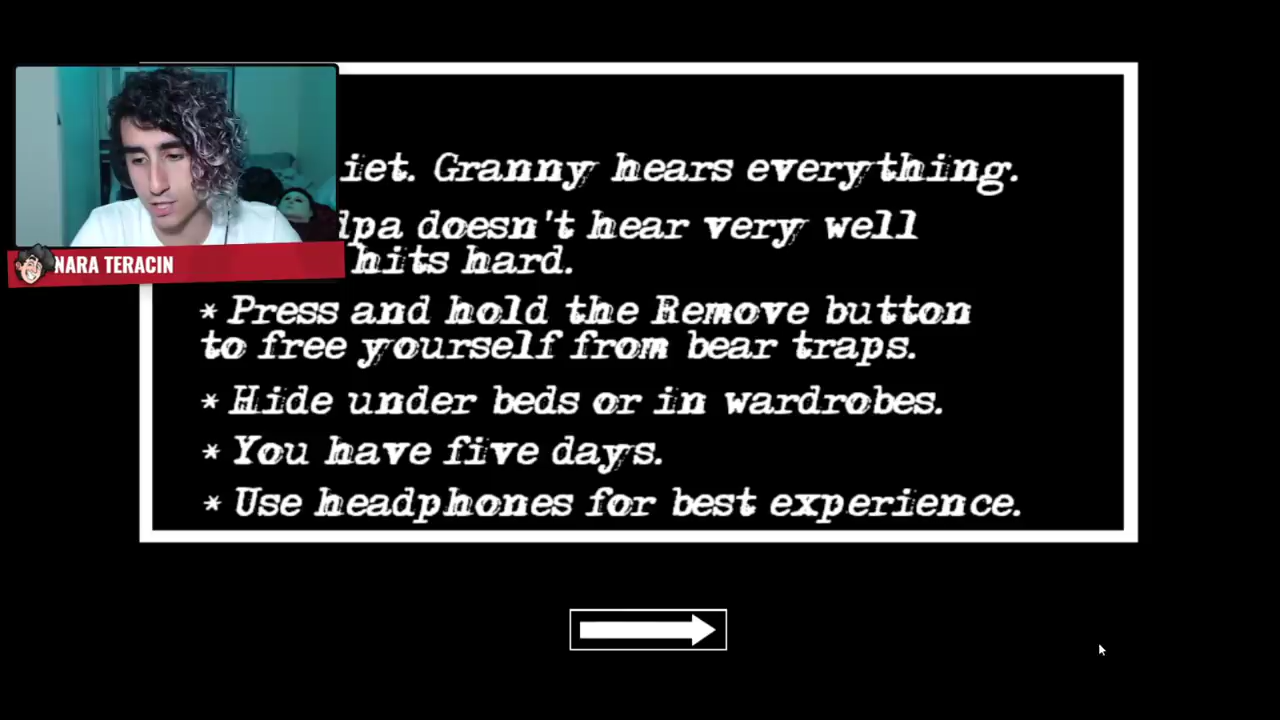 iet. Granny hears everything.
dpa doesn't hear very well
hits hard.
NARA TERACIN
* Press and hold the Remove button
to free yourself from bear traps.
* Hide under beds or in wardrobes.
* You have five days.
* Use headphones for best experience.